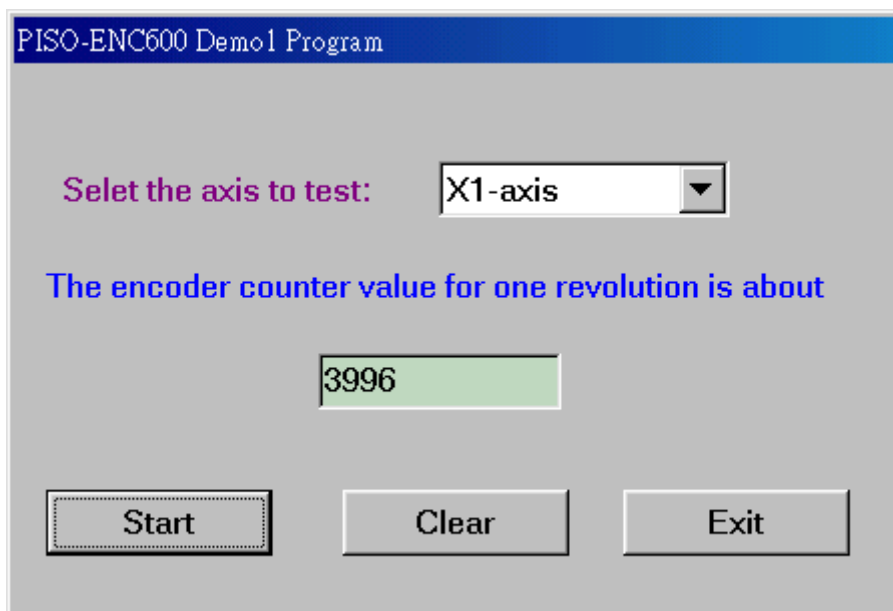 PISO-ENC600 Demo1 Program
Selet the axis to test: X1-axis
The encoder counter value for one revolution is about
3996
Start Clear Exit